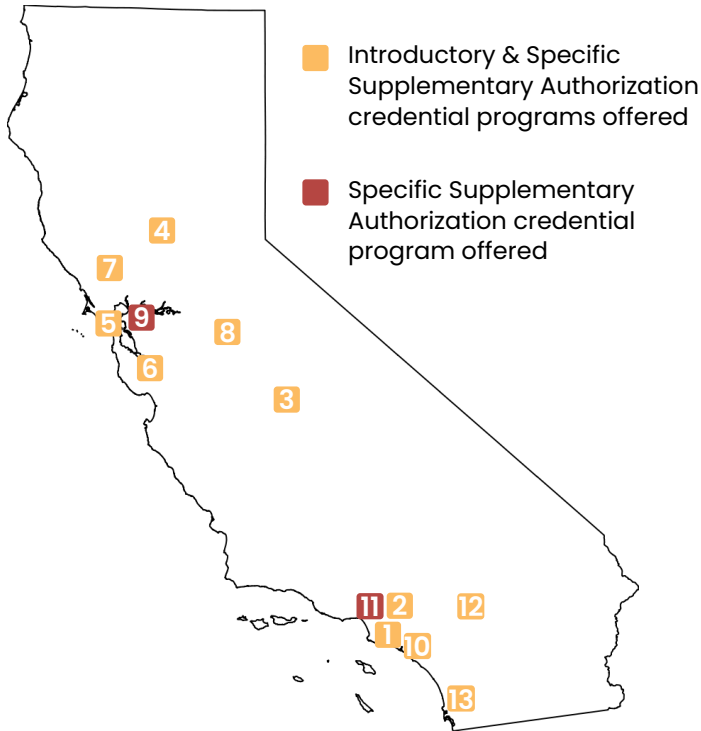 Introductory & Specific
Supplementary Authorization
credential programs offered
Specific Supplementary
Authorization credential
program offered
4
7
5
9
8
6
3
11
2
12
1
10
13